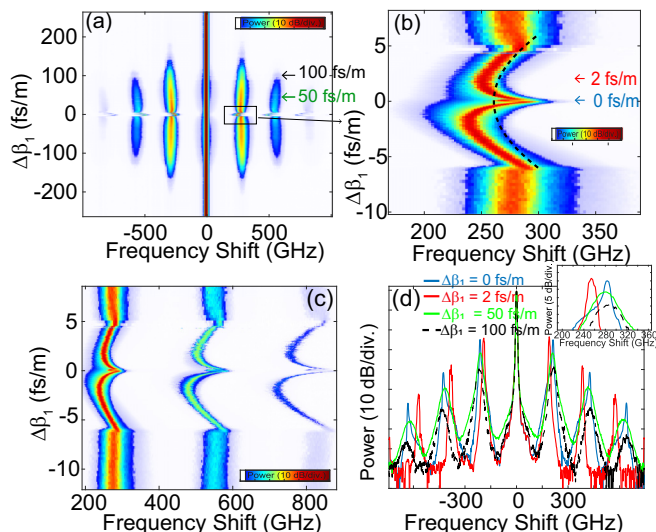 (a)
Power (10 dB/div.)
100 fs/m
50 fs/m
Δβ₁ (fs/m)
200
100
0
-100
-200
-500 0 500
Frequency Shift (GHz)
(b)
2 fs/m
0 fs/m
Power (10 dB/div.)
Δβ₁ (fs/m)
5
0
-5
-10
200 250 300 350
Frequency Shift (GHz)
(c)
Δβ₁ (fs/m)
5
0
-5
-10
Power (10 dB/div.)
200 400 600 800
Frequency Shift (GHz)
(d)
Δβ₁ = 0 fs/m
Δβ₁ = 2 fs/m
Δβ₁ = 50 fs/m
Δβ₁ = 100 fs/m
Power (5 dB/div.)
200 240 280 320
Frequency Shift (GHz)
Power (10 dB/div.)
-300 0 300
Frequency Shift (GHz)